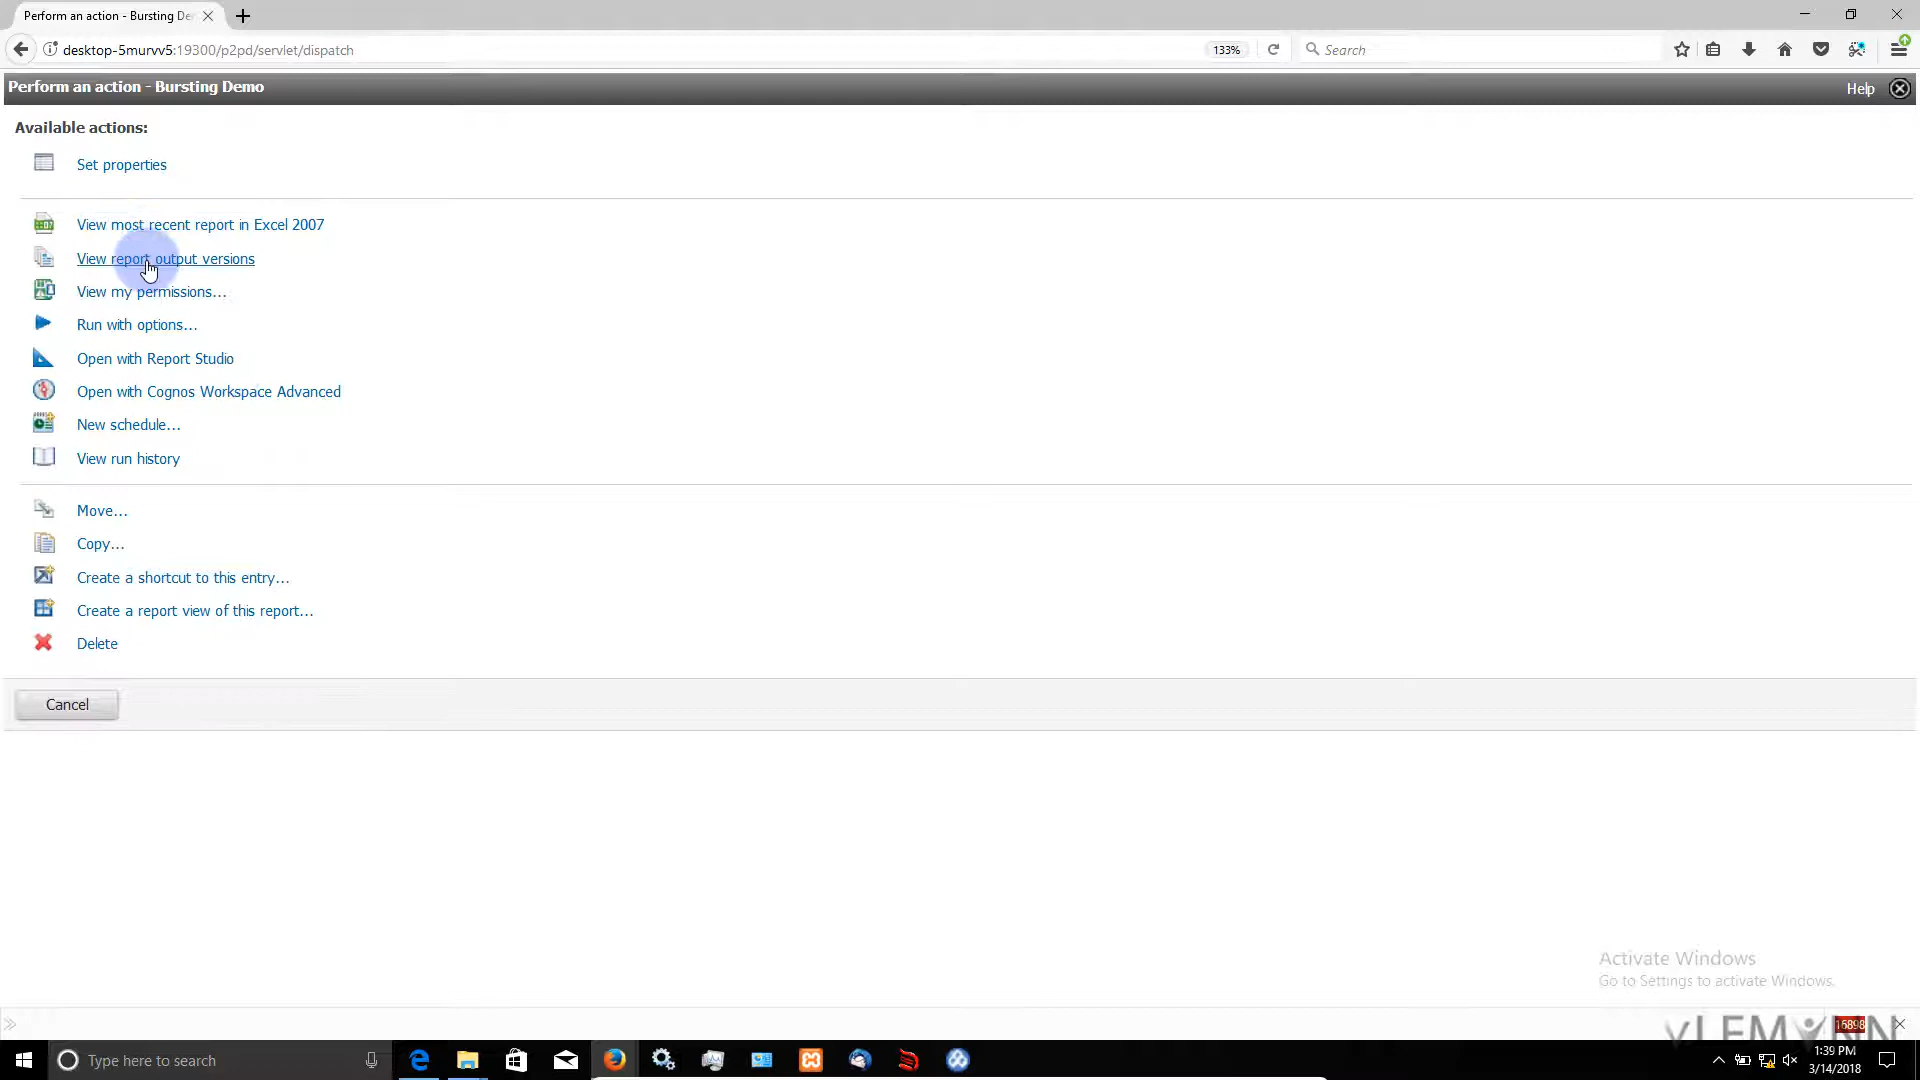 Perform an action - Bursting De
desktop-5murvv5:19300/p2pd/servlet/dispatch
133%
Search
Perform an action - Bursting Demo
Help
Available actions:
Set properties
View most recent report in Excel 2007
View report output versions
View my permissions...
Run with options...
Open with Report Studio
Open with Cognos Workspace Advanced
New schedule...
View run history
Move...
Copy...
Create a shortcut to this entry...
Create a report view of this report...
Delete
Cancel
Activate Windows
Go to Settings to activate Windows.
16898
Type here to search
1:39 PM
3/14/2018